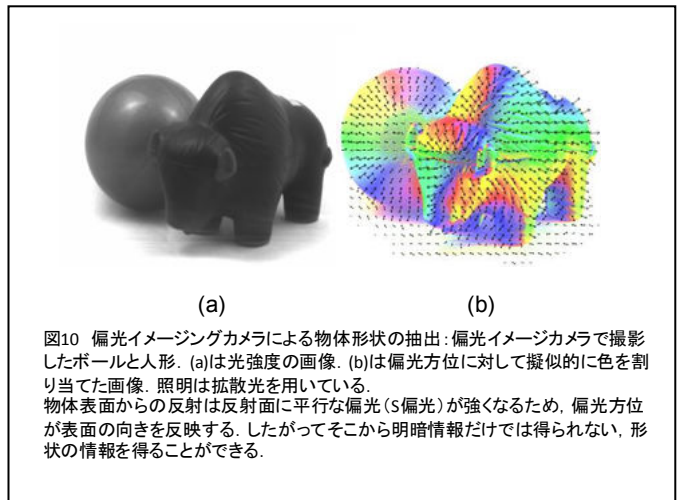 (a)
(b)
図10 偏光イメージングカメラによる物体形状の抽出：偏光イメージカメラで撮影
したボールと人形．(a)は光強度の画像．(b)は偏光方位に対して擬似的に色を割
り当てた画像．照明は拡散光を用いている．
物体表面からの反射は反射面に平行な偏光（S偏光）が強くなるため，偏光方位
が表面の向きを反映する．したがってそこから明暗情報だけでは得られない，形
状の情報を得ることができる．